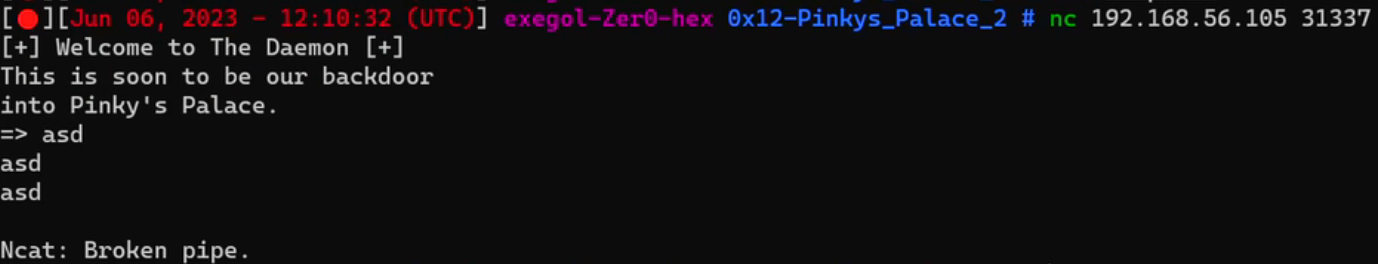 [●][Jun 06, 2023 - 12:10:32 (UTC)] exegol-Zer0-hex 0x12-Pinkys_Palace_2 # nc 192.168.56.105 31337
[+] Welcome to The Daemon [+]
This is soon to be our backdoor
into Pinky's Palace.
=> asd
asd
asd
Ncat: Broken pipe.